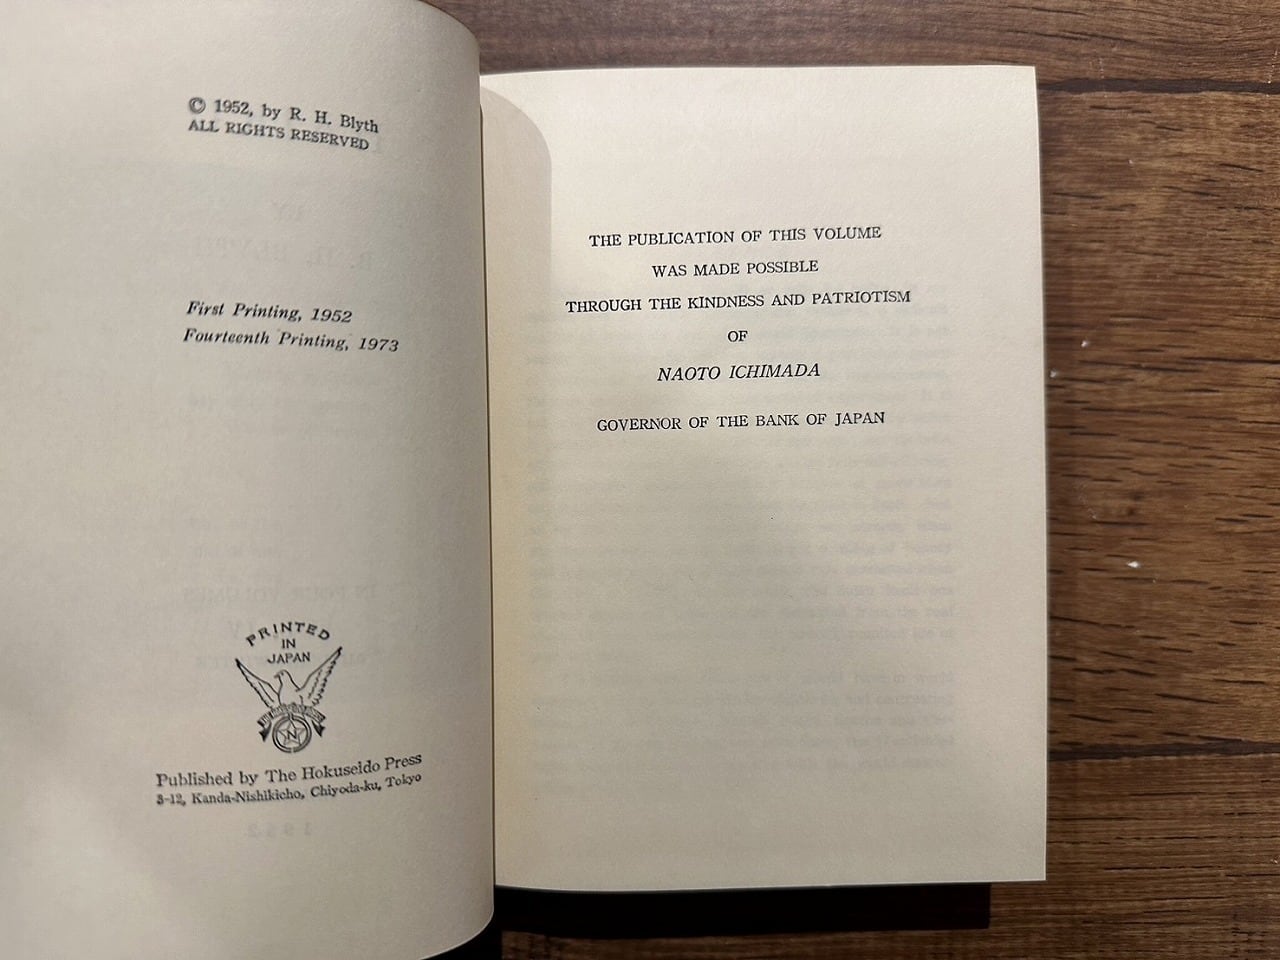 © 1952, by R. H. Blyth
ALL RIGHTS RESERVED
First Printing, 1952
Fourteenth Printing, 1973
PRINTED
IN
JAPAN
N
Published by The Hokuseido Press
3-12, Kanda-Nishikicho, Chiyoda-ku, Tokyo
THE PUBLICATION OF THIS VOLUME
WAS MADE POSSIBLE
THROUGH THE KINDNESS AND PATRIOTISM
OF
NAOTO ICHIMADA
GOVERNOR OF THE BANK OF JAPAN